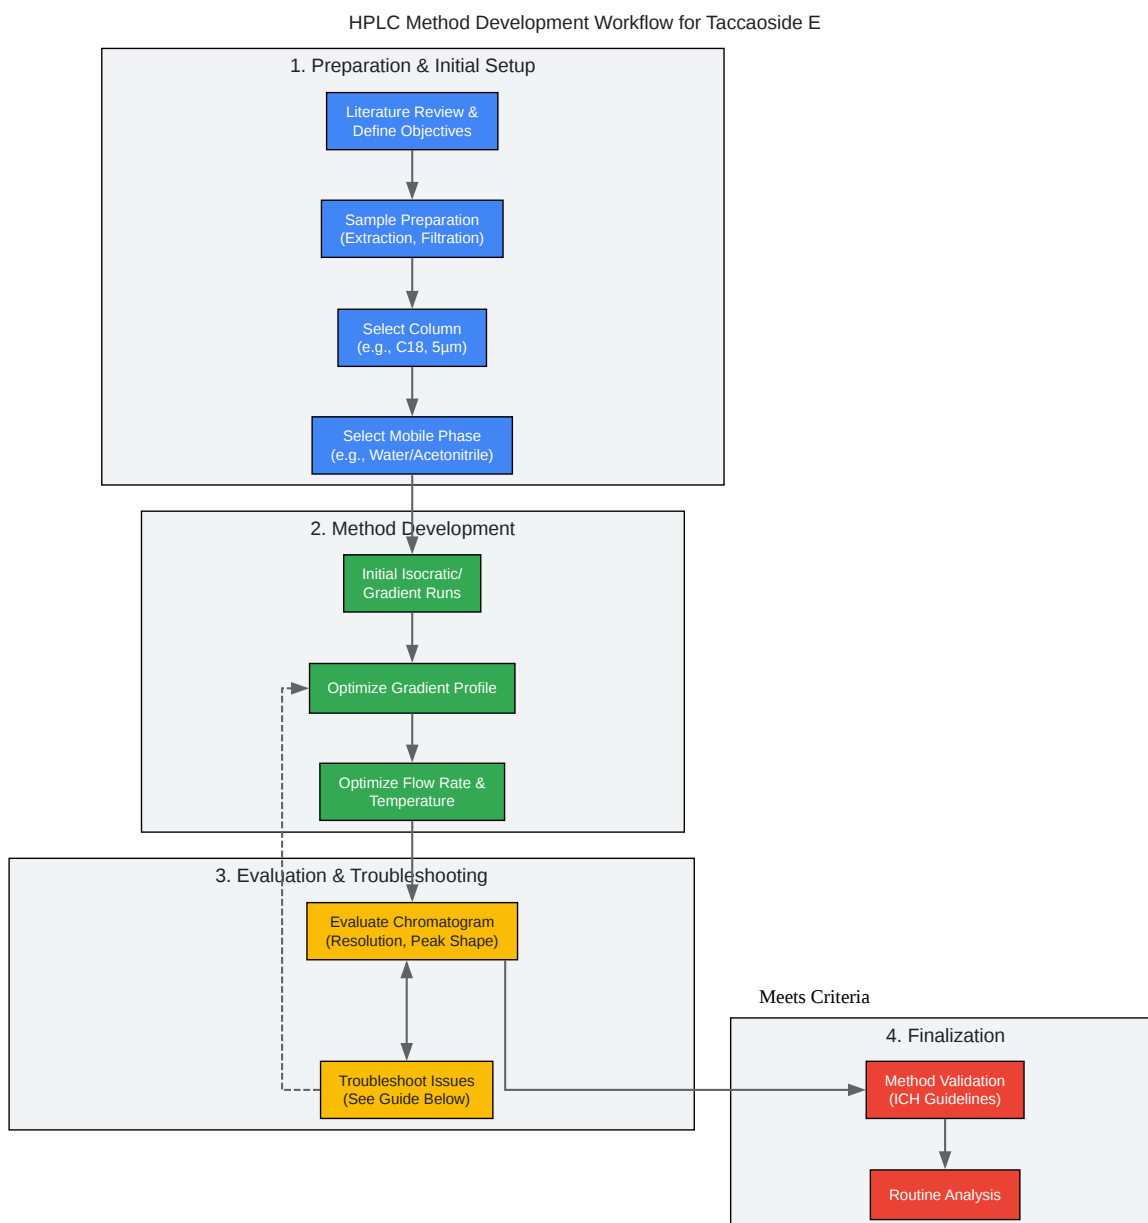 HPLC Method Development Workflow for Taccaoside E
1. Preparation & Initial Setup
Literature Review &
Define Objectives
Sample Preparation
(Extraction, Filtration)
Select Column
(e.g., C18, 5µm)
Select Mobile Phase
(e.g., Water/Acetonitrile)
2. Method Development
Initial Isocratic/
Gradient Runs
Optimize Gradient Profile
Optimize Flow Rate &
Temperature
3. Evaluation & Troubleshooting
Evaluate Chromatogram
(Resolution, Peak Shape)
Troubleshoot Issues
(See Guide Below)
Meets Criteria
4. Finalization
Method Validation
(ICH Guidelines)
Routine Analysis